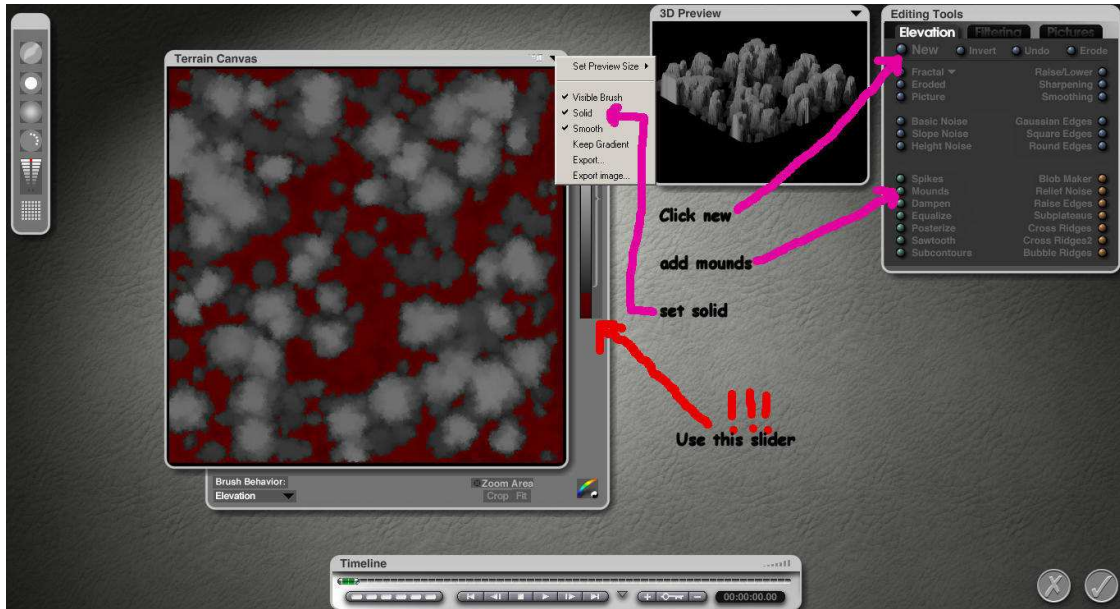 Terrain Canvas
Set Preview Size
Visible Brush
Solid
Smooth
Keep Gradient
Export...
Export image...
3D Preview
Editing Tools
Elevation Filtering Pictures
New Invert Undo Erode
Fractal Raise/Lower
Eroded Sharpening
Picture Smoothing
Basic Noise Gaussian Edges
Slope Noise Square Edges
Height Noise Round Edges
Spikes Blob Maker
Mounds Relief Noise
Dampen Raise Edges
Equalize Subplateaus
Posterize Cross Ridges
Sawtooth Cross Ridges2
Subcontours Bubble Ridges
Click new
add mounds
set solid
!!!
Use this slider
Brush Behavior:
Elevation
Zoom Area
Crop Fit
Timeline
00:00:00.00